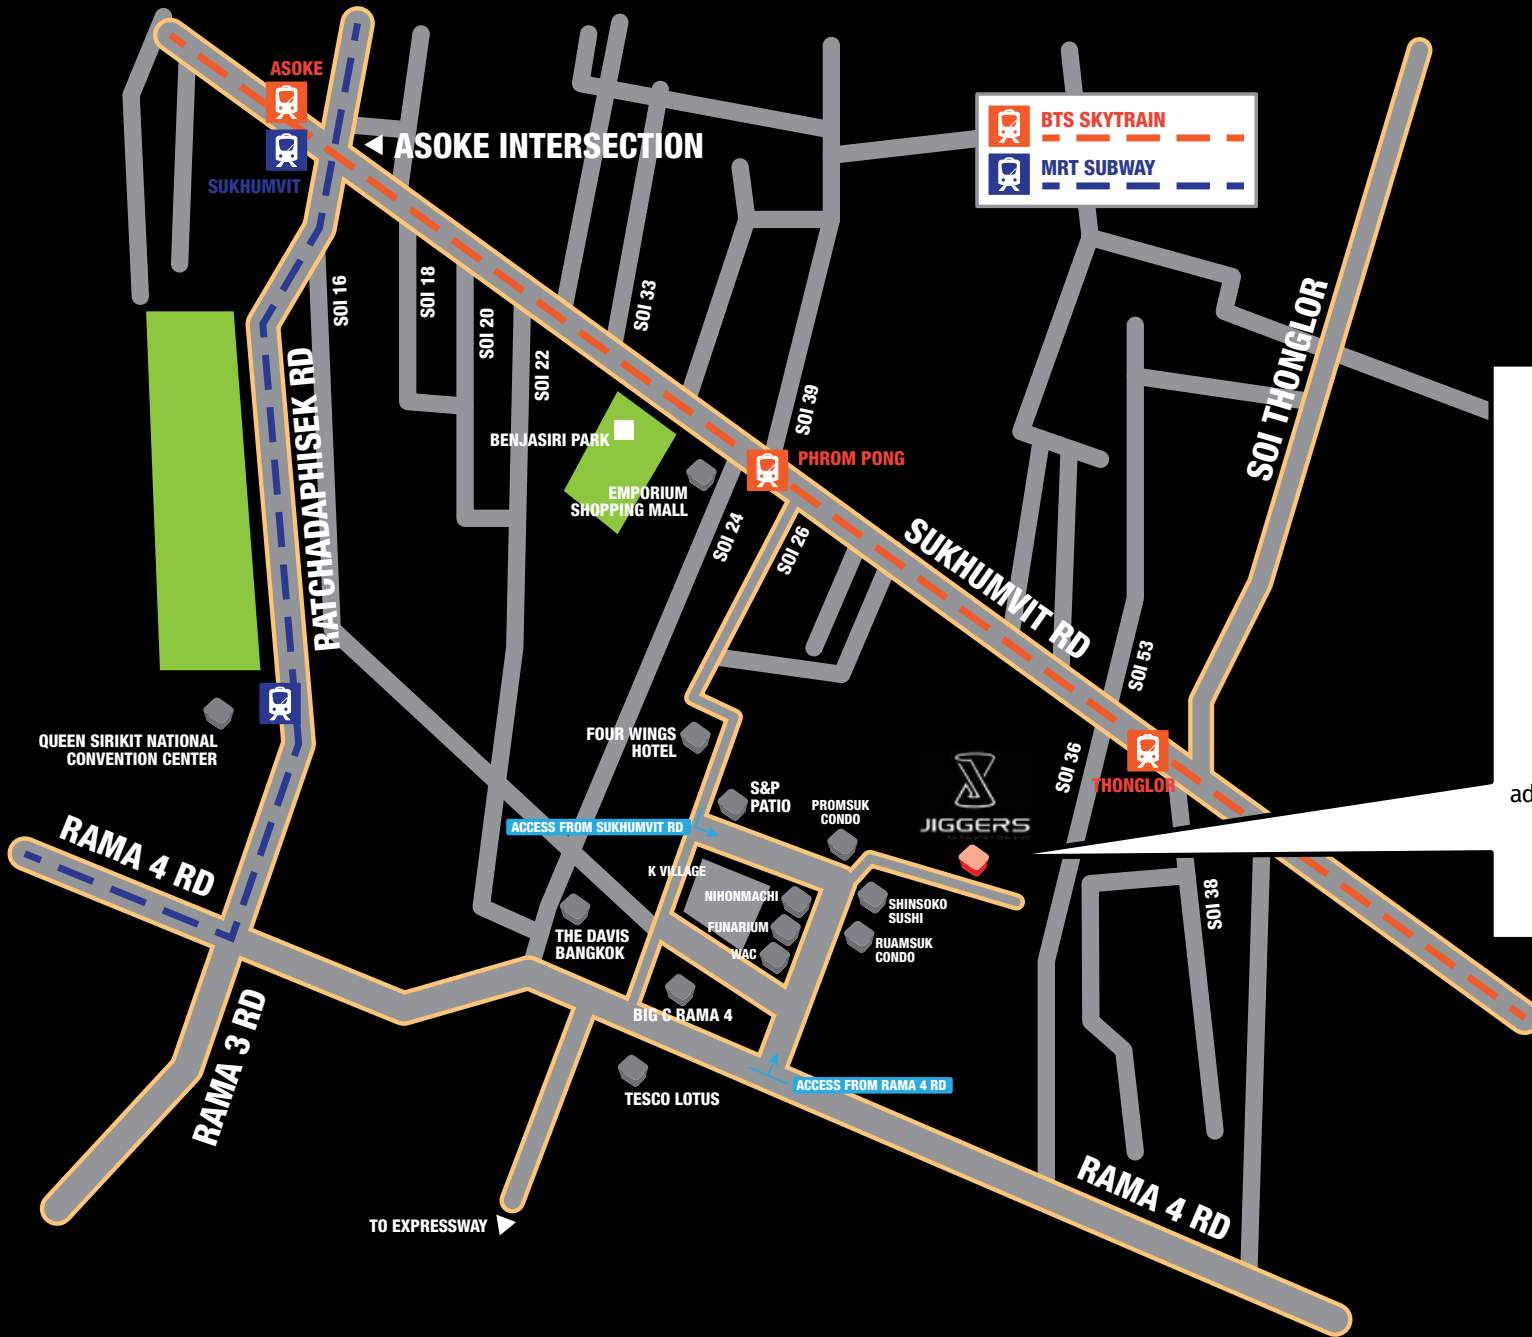 ASOKE
SUKHUMVIT
ASOKE INTERSECTION
BTS SKYTRAIN
MRT SUBWAY
SOI 16
SOI 18
SOI 20
SOI 22
SOI 33
SOI 39
SOI THONGLOR
RATCHADAPHISEK RD
BENJASIRI PARK
EMPORIUM
SHOPPING MALL
PHROM PONG
SOI 24
SOI 26
SUKHUMVIT RD
SOI 53
SOI 36
THONGLOR
QUEEN SIRIKIT NATIONAL
CONVENTION CENTER
FOUR WINGS
HOTEL
S&P
PATIO
PROMSUK
CONDO
JIGGERS
ad
ACCESS FROM SUKHUMVIT RD
RAMA 4 RD
K VILLAGE
NIHONMACHI
FUNARIUM
WAC
SHINSOKO
SUSHI
RUAMSUK
CONDO
SOI 38
THE DAVIS
BANGKOK
BIG C RAMA 4
RAMA 3 RD
TESCO LOTUS
ACCESS FROM RAMA 4 RD
RAMA 4 RD
TO EXPRESSWAY